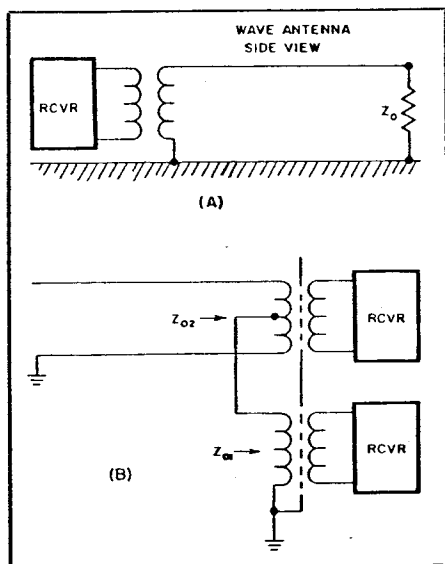 WAVE ANTENNA
SIDE VIEW
RCVR
Zo
(A)
Zo2
RCVR
Zo1
RCVR
(B)